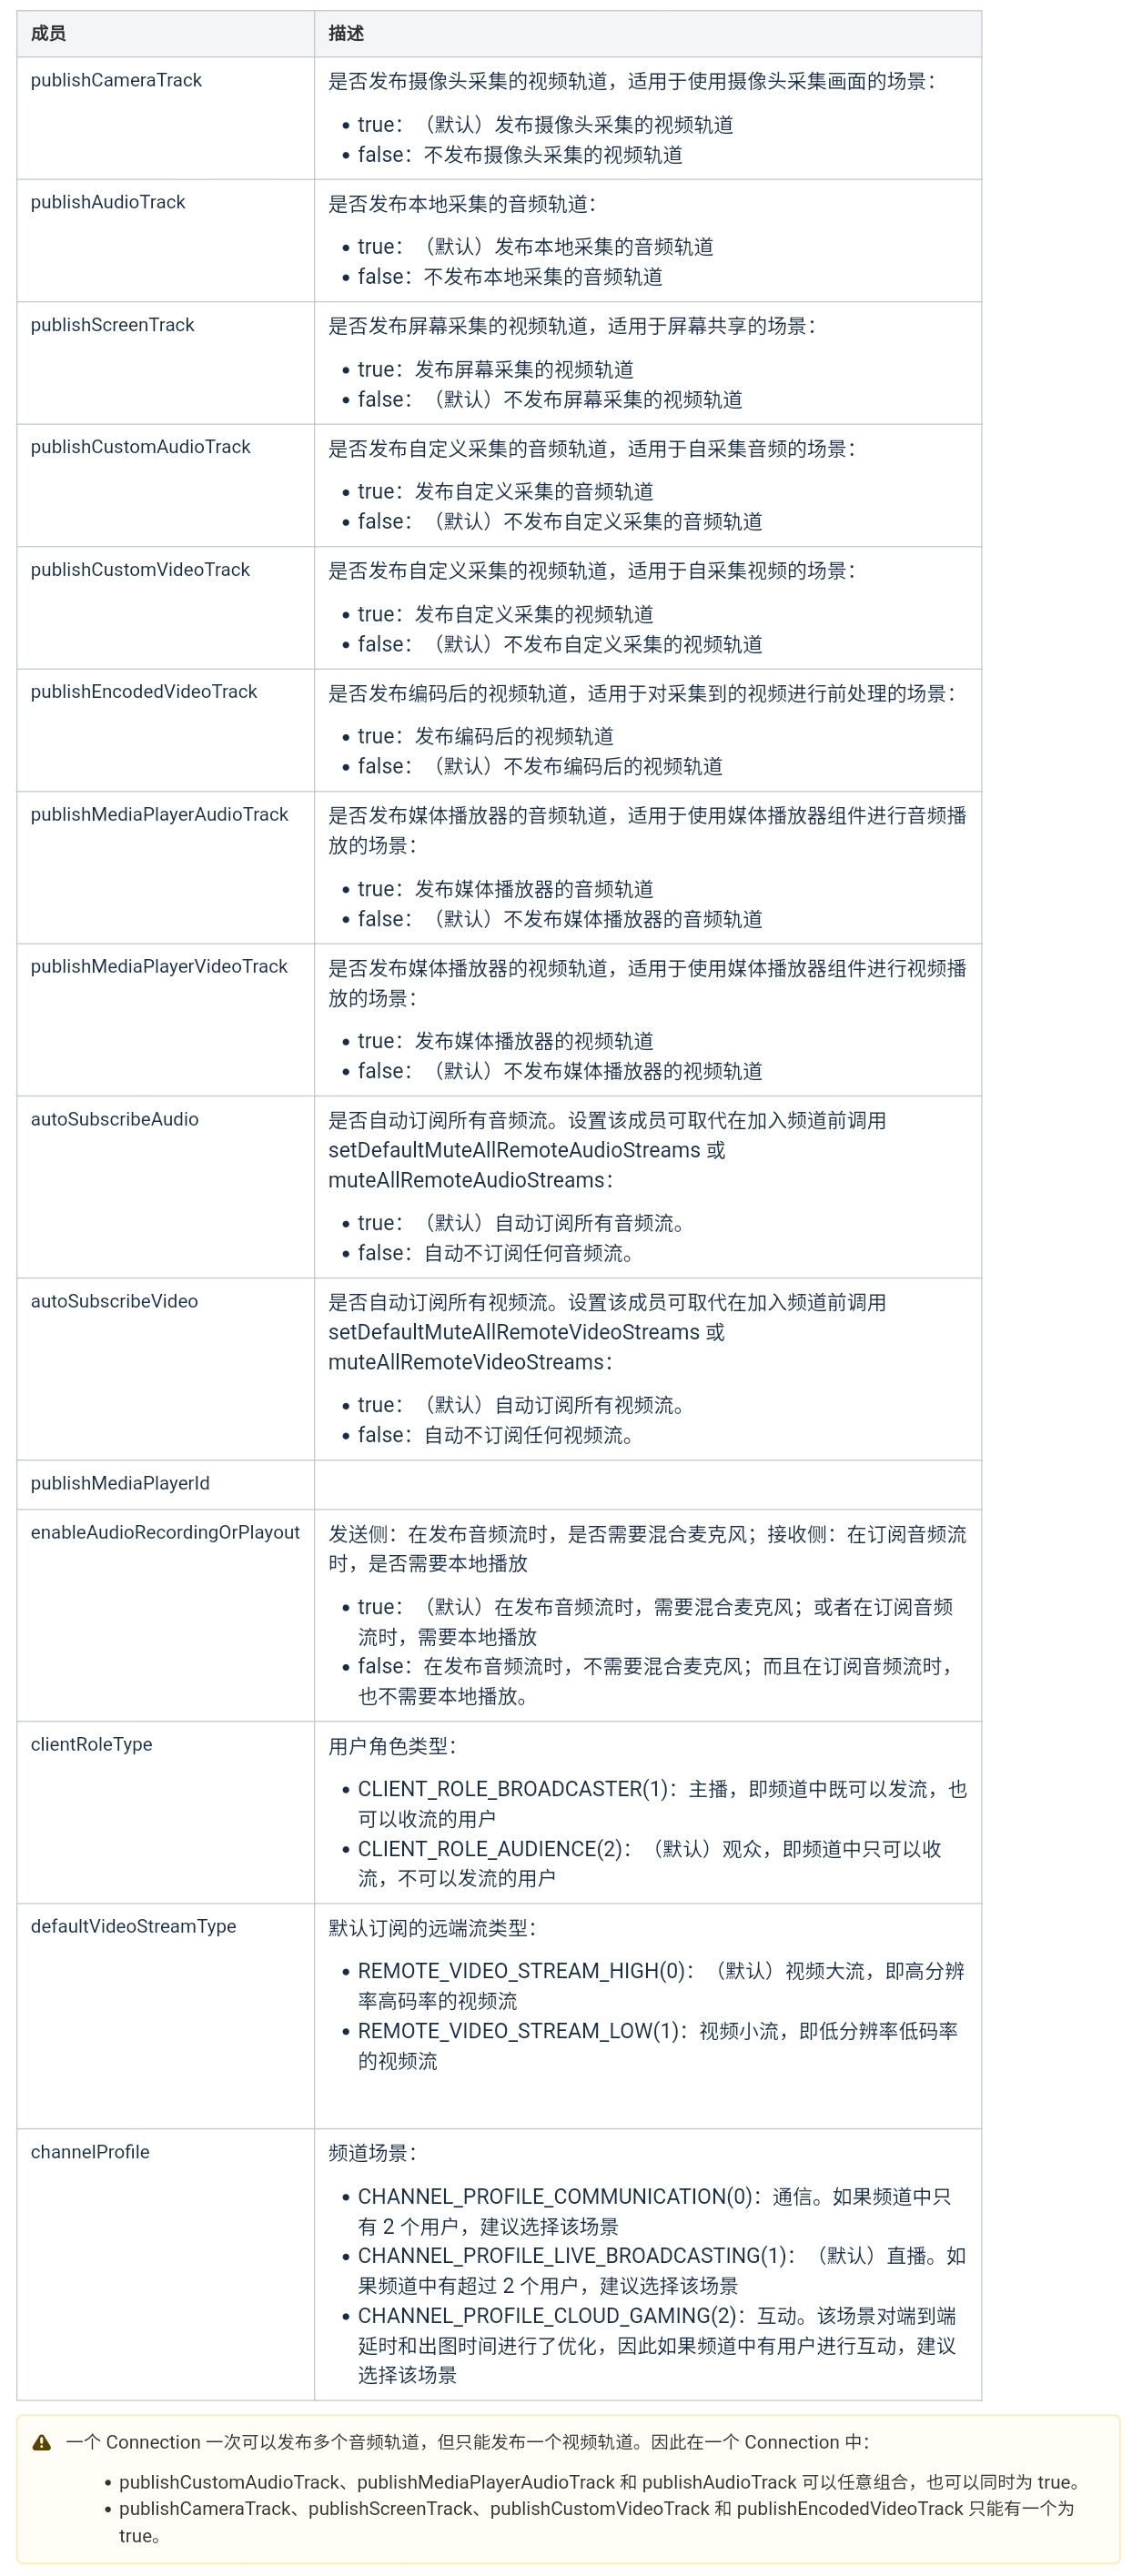 成员 描述
publishCameraTrack 是否发布摄像头采集的视频轨道，适用于使用摄像头采集画面的场景：
• true：（默认）发布摄像头采集的视频轨道
• false：不发布摄像头采集的视频轨道
publishAudioTrack 是否发布本地采集的音频轨道：
• true：（默认）发布本地采集的音频轨道
• false：不发布本地采集的音频轨道
publishScreenTrack 是否发布屏幕采集的视频轨道，适用于屏幕共享的场景：
• true：发布屏幕采集的视频轨道
• false：（默认）不发布屏幕采集的视频轨道
publishCustomAudioTrack 是否发布自定义采集的音频轨道，适用于自采集音频的场景：
• true：发布自定义采集的音频轨道
• false：（默认）不发布自定义采集的音频轨道
publishCustomVideoTrack 是否发布自定义采集的视频轨道，适用于自采集视频的场景：
• true：发布自定义采集的视频轨道
• false：（默认）不发布自定义采集的视频轨道
publishEncodedVideoTrack 是否发布编码后的视频轨道，适用于对采集到的视频进行前处理的场景：
• true：发布编码后的视频轨道
• false：（默认）不发布编码后的视频轨道
publishMediaPlayerAudioTrack 是否发布媒体播放器的音频轨道，适用于使用媒体播放器组件进行音频播
放的场景：
• true：发布媒体播放器的音频轨道
• false：（默认）不发布媒体播放器的音频轨道
publishMediaPlayerVideoTrack 是否发布媒体播放器的视频轨道，适用于使用媒体播放器组件进行视频播
放的场景：
• true：发布媒体播放器的视频轨道
• false：（默认）不发布媒体播放器的视频轨道
autoSubscribeAudio 是否自动订阅所有音频流。设置该成员可取代在加入频道前调用
setDefaultMuteAllRemoteAudioStreams 或
muteAllRemoteAudioStreams：
• true：（默认）自动订阅所有音频流。
• false：自动不订阅任何音频流。
autoSubscribeVideo 是否自动订阅所有视频流。设置该成员可取代在加入频道前调用
setDefaultMuteAllRemoteVideoStreams 或
muteAllRemoteVideoStreams：
• true：（默认）自动订阅所有视频流。
• false：自动不订阅任何视频流。
publishMediaPlayerId
enableAudioRecordingOrPlayout 发送侧：在发布音频流时，是否需要混合麦克风；接收侧：在订阅音频流
时，是否需要本地播放
• true：（默认）在发布音频流时，需要混合麦克风；或者在订阅音频
流时，需要本地播放
• false：在发布音频流时，不需要混合麦克风；而且在订阅音频流时，
也不需要本地播放。
clientRoleType 用户角色类型：
• CLIENT_ROLE_BROADCASTER(1)：主播，即频道中既可以发流，也
可以收流的用户
• CLIENT_ROLE_AUDIENCE(2)：（默认）观众，即频道中只可以收
流，不可以发流的用户
defaultVideoStreamType 默认订阅的远端流类型：
• REMOTE_VIDEO_STREAM_HIGH(0)：（默认）视频大流，即高分辨
率高码率的视频流
• REMOTE_VIDEO_STREAM_LOW(1)：视频小流，即低分辨率低码率
的视频流
channelProfile 频道场景：
• CHANNEL_PROFILE_COMMUNICATION(0)：通信。如果频道中只
有 2 个用户，建议选择该场景
• CHANNEL_PROFILE_LIVE_BROADCASTING(1)：（默认）直播。如
果频道中有超过 2 个用户，建议选择该场景
• CHANNEL_PROFILE_CLOUD_GAMING(2)：互动。该场景对端到端
延时和出图时间进行了优化，因此如果频道中有用户进行互动，建议
选择该场景
一个 Connection 一次可以发布多个音频轨道，但只能发布一个视频轨道。因此在一个 Connection 中：
• publishCustomAudioTrack、publishMediaPlayerAudioTrack 和 publishAudioTrack 可以任意组合，也可以同时为 true。
• publishCameraTrack、publishScreenTrack、publishCustomVideoTrack 和 publishEncodedVideoTrack 只能有一个为
true。